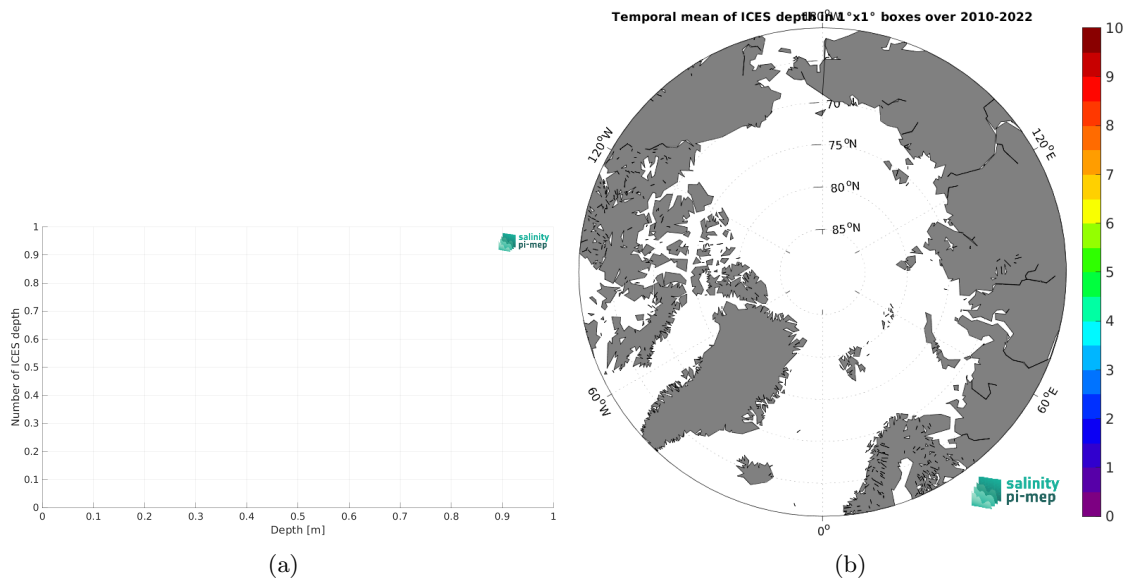 1
0.9
0.8
0.7
0.6
0.5
0.4
0.3
0.2
0.1
0
Number of ICES depth
0 0.1 0.2 0.3 0.4 0.5 0.6 0.7 0.8 0.9 1
Depth [m]
salinity
pi-mep
(a)
Temporal mean of ICES depth in 1°x1° boxes over 2010-2022
180°W
120°W
60°W
0°
60°E
120°E
70°N
75°N
80°N
85°N
10
9
8
7
6
5
4
3
2
1
0
salinity
pi-mep
(b)